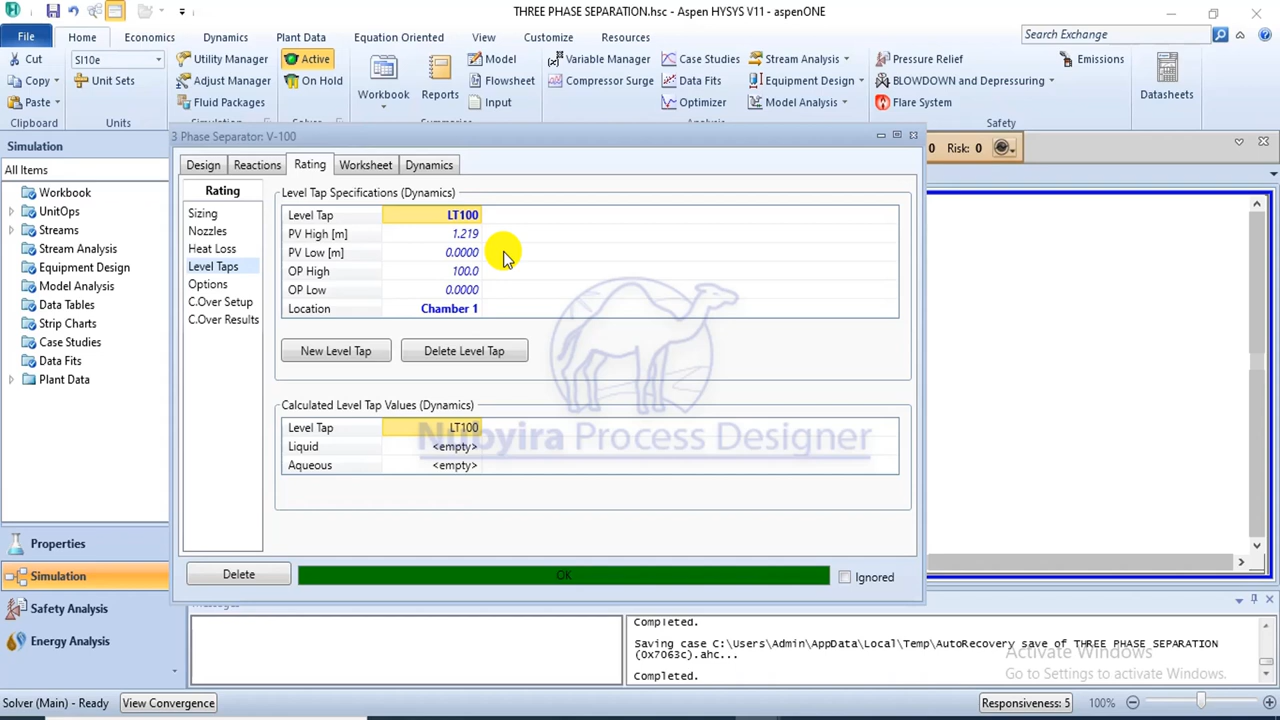 THREE PHASE SEPARATION.hsc - Aspen HYSYS V11 - aspenONE
File Home Economics Dynamics Plant Data Equation Oriented View Customize Resources Search Exchange
Cut SI10e Utility Manager Active Model Flowsheet Variable Manager Case Studies Stream Analysis Pressure Relief Emissions
Copy Unit Sets Adjust Manager On Hold Workbook Reports Compressor Surge Data Fits Equipment Design BLOWDOWN and Depressuring Datasheets
Paste Fluid Packages Input Optimizer Model Analysis Flare System
Clipboard Units Safety
Simulation
All Items
Workbook
UnitOps
Streams
Stream Analysis
Equipment Design
Model Analysis
Data Tables
Strip Charts
Case Studies
Data Fits
Plant Data
Properties
Simulation
Safety Analysis
Energy Analysis
3 Phase Separator: V-100
0 Risk: 0
Design Reactions Rating Worksheet Dynamics
Rating
Sizing
Nozzles
Heat Loss
Level Taps
Options
C.Over Setup
C.Over Results
Level Tap Specifications (Dynamics)
Level Tap LT100
PV High [m] 1.219
PV Low [m] 0.0000
OP High 100.0
OP Low 0.0000
Location Chamber 1
New Level Tap Delete Level Tap
Calculated Level Tap Values (Dynamics)
Level Tap LT100
Liquid <empty>
Aqueous <empty>
Nubyira Process Designer
Delete OK Ignored
Completed.
Saving case C:\Users\Admin\AppData\Local\Temp\AutoRecovery save of THREE PHASE SEPARATION
(0x7063c).ahc...
Completed.
Activate Windows
Go to Settings to activate Windows.
Solver (Main) - Ready View Convergence Responsiveness: 5 100%